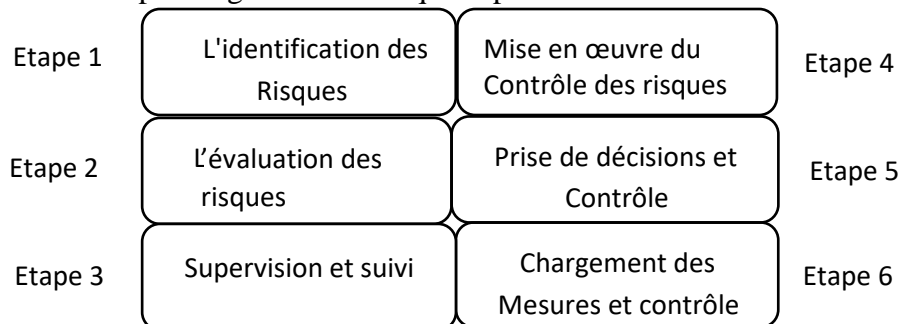 Etape 1
L'identification des
Risques
Mise en œuvre du
Contrôle des risques
Etape 4
Etape 2
L’évaluation des
risques
Prise de décisions et
Contrôle
Etape 5
Etape 3
Supervision et suivi
Chargement des
Mesures et contrôle
Etape 6